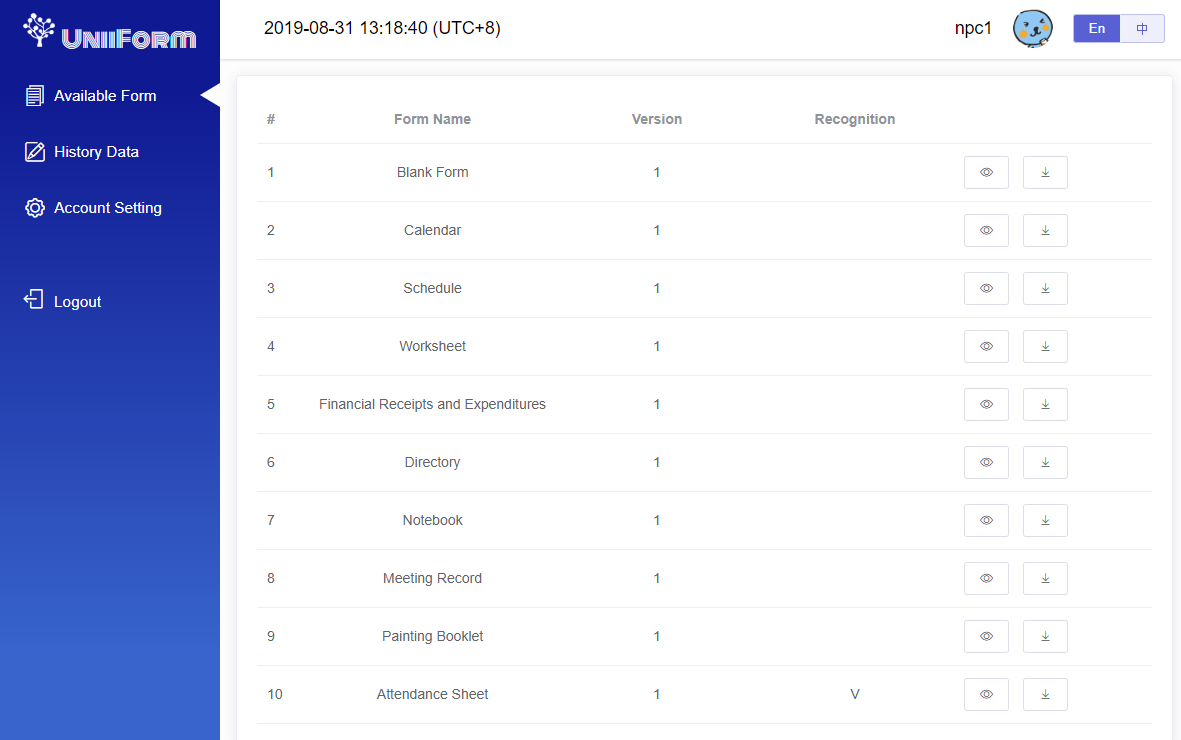 UNIIFORM
2019-08-31 13:18:40 (UTC+8)
npc1
En
中
Available Form
History Data
Account Setting
Logout
# Form Name Version Recognition
1 Blank Form 1
2 Calendar 1
3 Schedule 1
4 Worksheet 1
5 Financial Receipts and Expenditures 1
6 Directory 1
7 Notebook 1
8 Meeting Record 1
9 Painting Booklet 1
10 Attendance Sheet 1 V